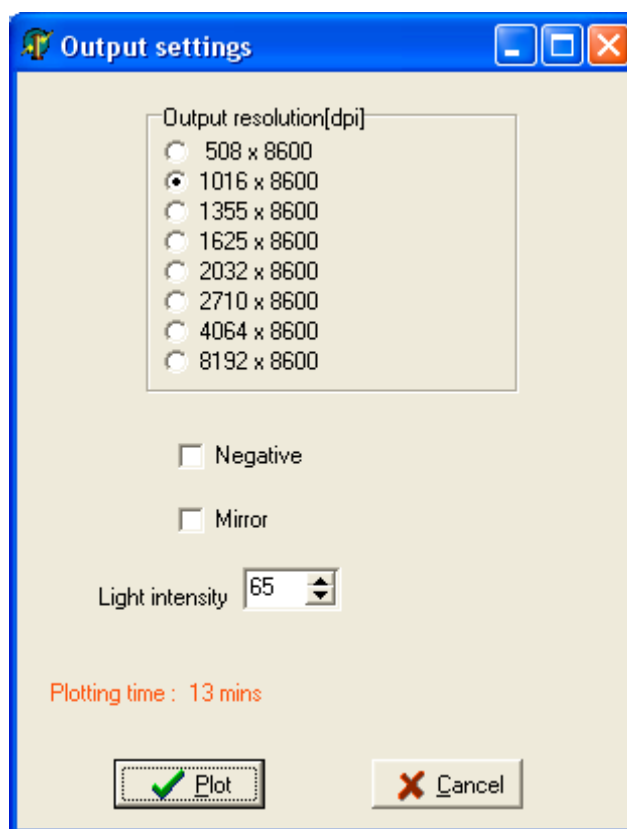 Output settings
Output resolution[dpi]
508 x 8600
1016 x 8600
1355 x 8600
1625 x 8600
2032 x 8600
2710 x 8600
4064 x 8600
8192 x 8600
Negative
Mirror
Light intensity 65
Plotting time : 13 mins
Plot Cancel